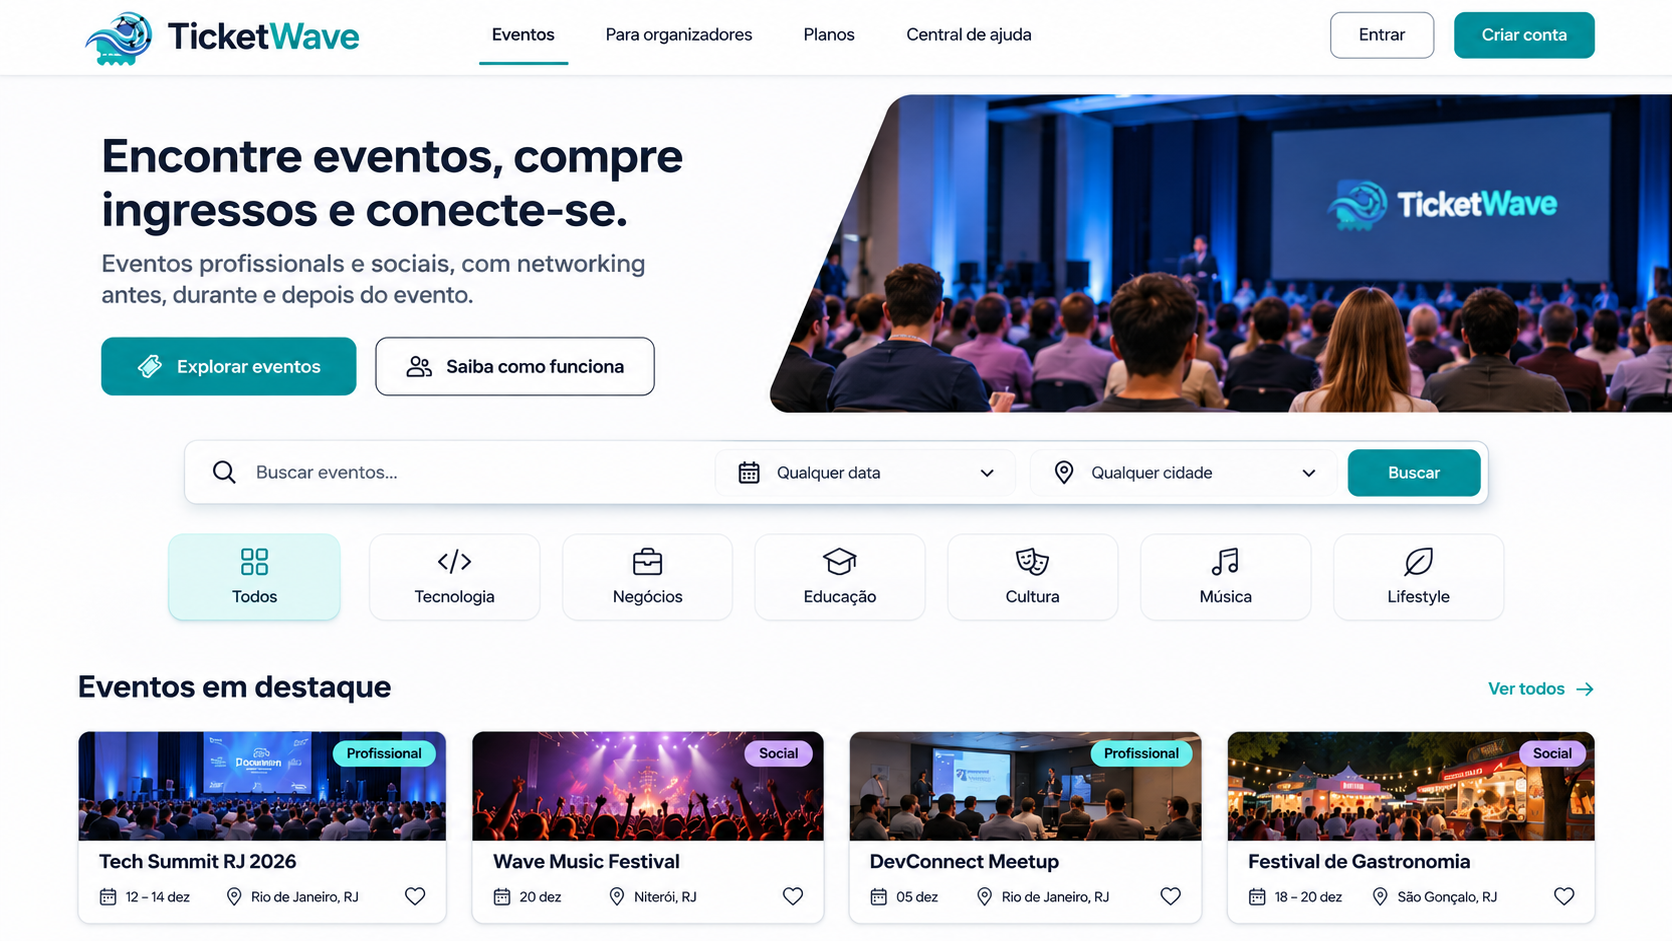 TicketWave
Eventos
Para organizadores
Planos
Central de ajuda
Entrar
Criar conta
Encontre eventos, compre
ingressos e conecte-se.
Eventos profissionals e sociais, com networking
antes, durante e depois do evento.
Explorar eventos
Saiba como funciona
TicketWave
Buscar eventos...
Qualquer data
Qualquer cidade
Buscar
Todos
Tecnologia
Negócios
Educação
Cultura
Música
Lifestyle
Eventos em destaque
Ver todos
Profissional
Social
Profissional
Social
Tech Summit RJ 2026
12 – 14 dez
Rio de Janeiro, RJ
Wave Music Festival
20 dez
Niterói, RJ
DevConnect Meetup
05 dez
Rio de Janeiro, RJ
Festival de Gastronomia
18 – 20 dez
São Gonçalo, RJ